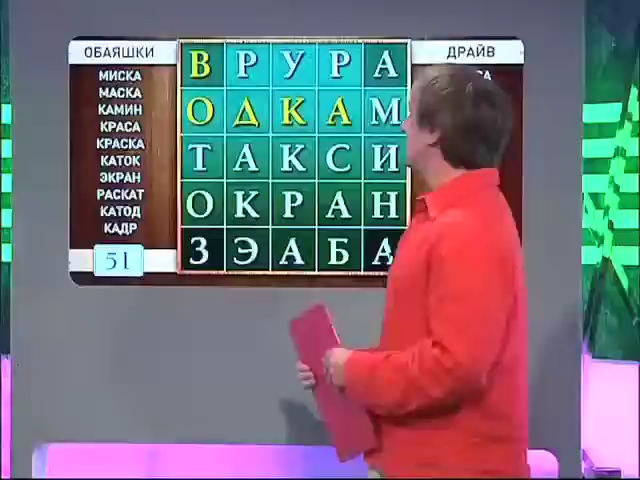 ОБАЯШКИ
МИСКА
МАСКА
КАМИН
КРАСА
КРАСКА
КАТОК
ЭКРАН
РАСКАТ
КАТОД
КАДР
51
В Р У Р А
О Д К А М
Т А К С И
О К Р А Н
З Э А Б А
ДРАЙВ